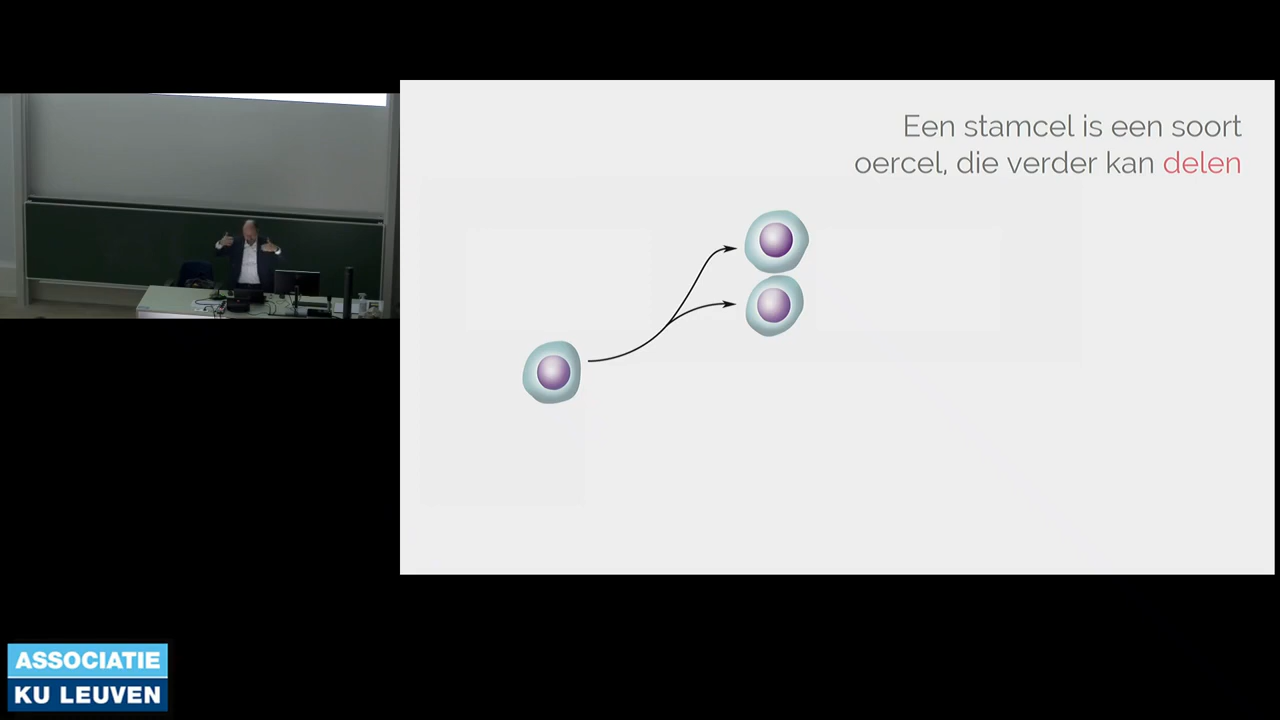 Een stamcel is een soort
oercel, die verder kan delen
ASSOCIATIE
KU LEUVEN